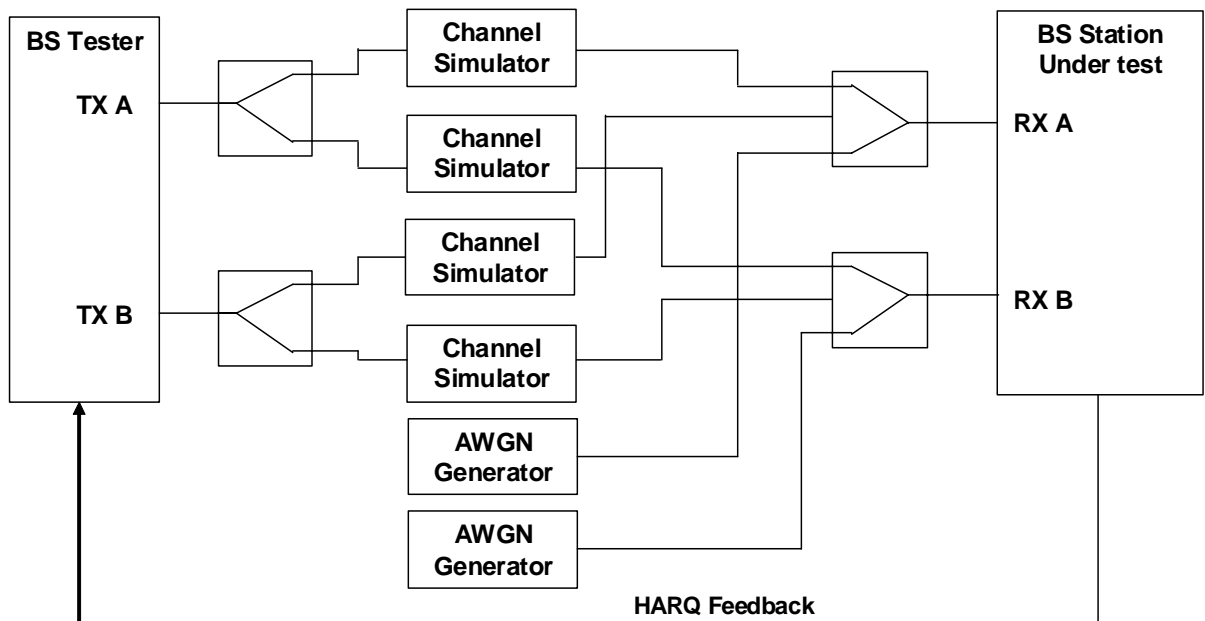 BS Tester
TX A
TX B
Channel
Simulator
Channel
Simulator
Channel
Simulator
Channel
Simulator
AWGN
Generator
AWGN
Generator
BS Station
Under test
RX A
RX B
HARQ Feedback